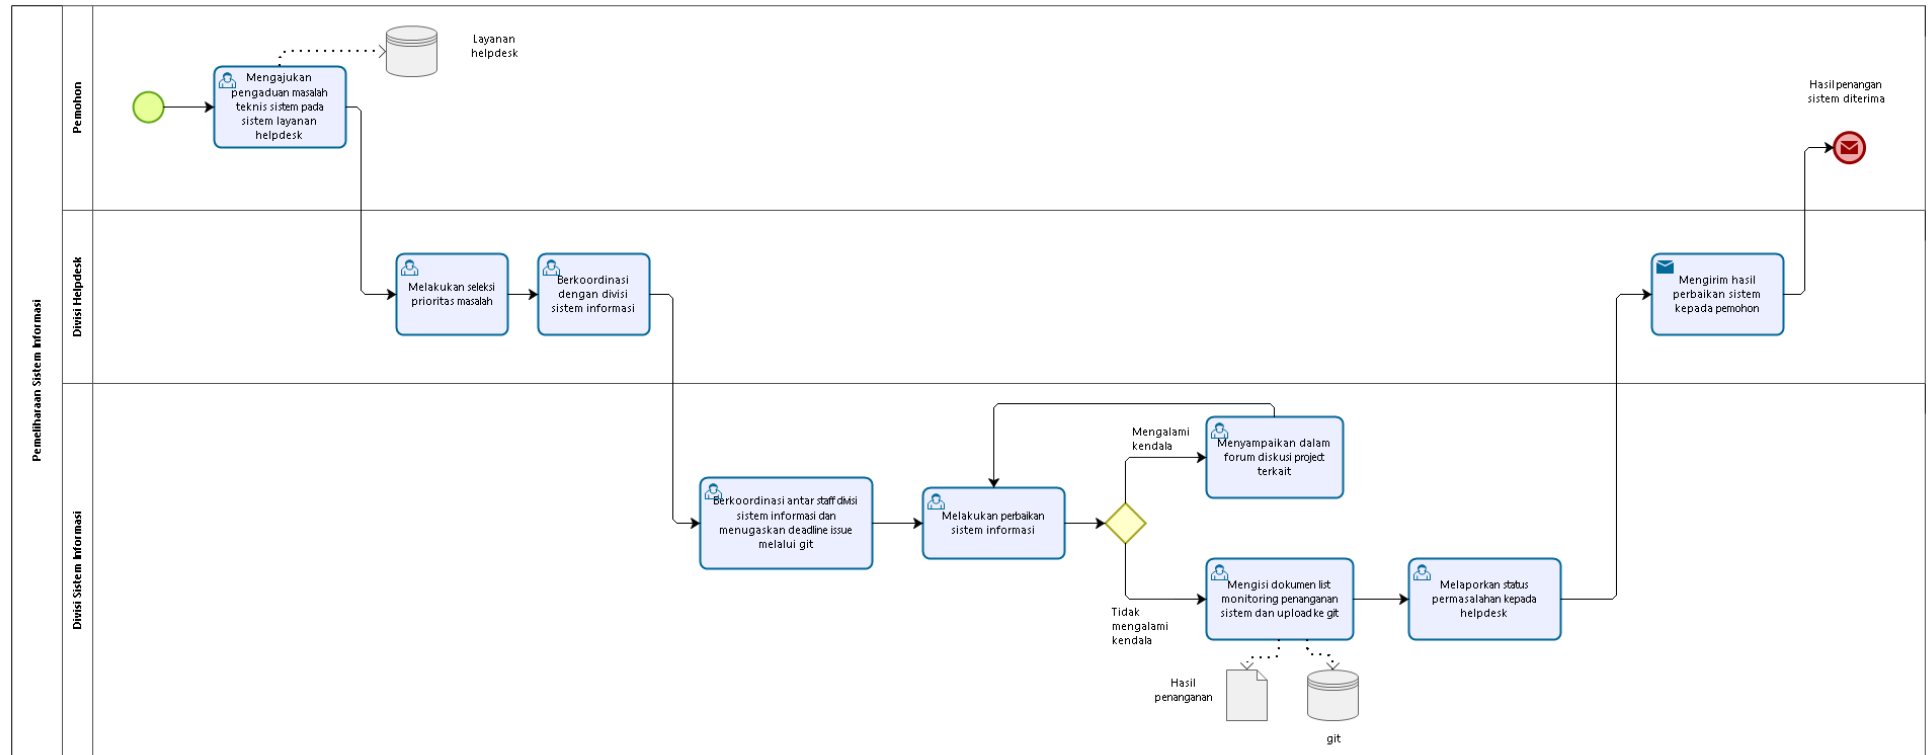 Pemeliharaan Sistem Informasi
Pemohon
Mengajukan
pengaduan masalah
teknis sistem pada
sistem layanan
helpdesk
Layanan
helpdesk
Hasil penangan
sistem diterima
Divisi Helpdesk
Melakukan seleksi
prioritas masalah
Berkoordinasi
dengan divisi
sistem informasi
Mengirim hasil
perbaikan sistem
kepada pemohon
Divisi Sistem Informasi
Berkoordinasi antar staff divisi
sistem informasi dan
menugaskan deadline issue
melalui git
Melakukan perbaikan
sistem informasi
Mengalami
kendala
Menyampaikan dalam
forum diskusi project
terkait
Tidak
mengalami
kendala
Mengisi dokumen list
monitoring penanganan
sistem dan upload ke git
Melaporkan status
permasalahan kepada
helpdesk
Hasil
penanganan
git